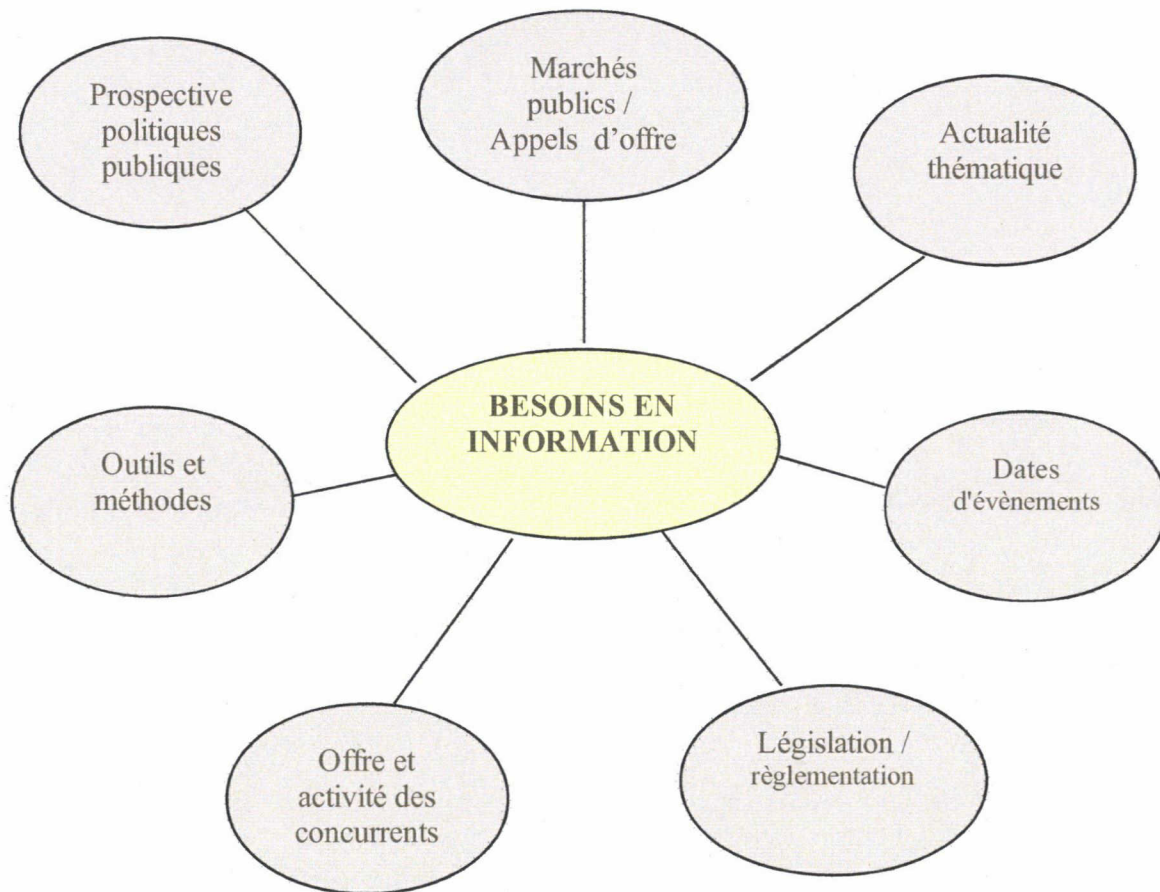 Prospective
politiques
publiques
Marchés
publics /
Appels d'offre
Actualité
thématique
BESOINS EN
INFORMATION
Outils et
méthodes
Dates
d'évènements
Offre et
activité des
concurrents
Législation /
règlementation